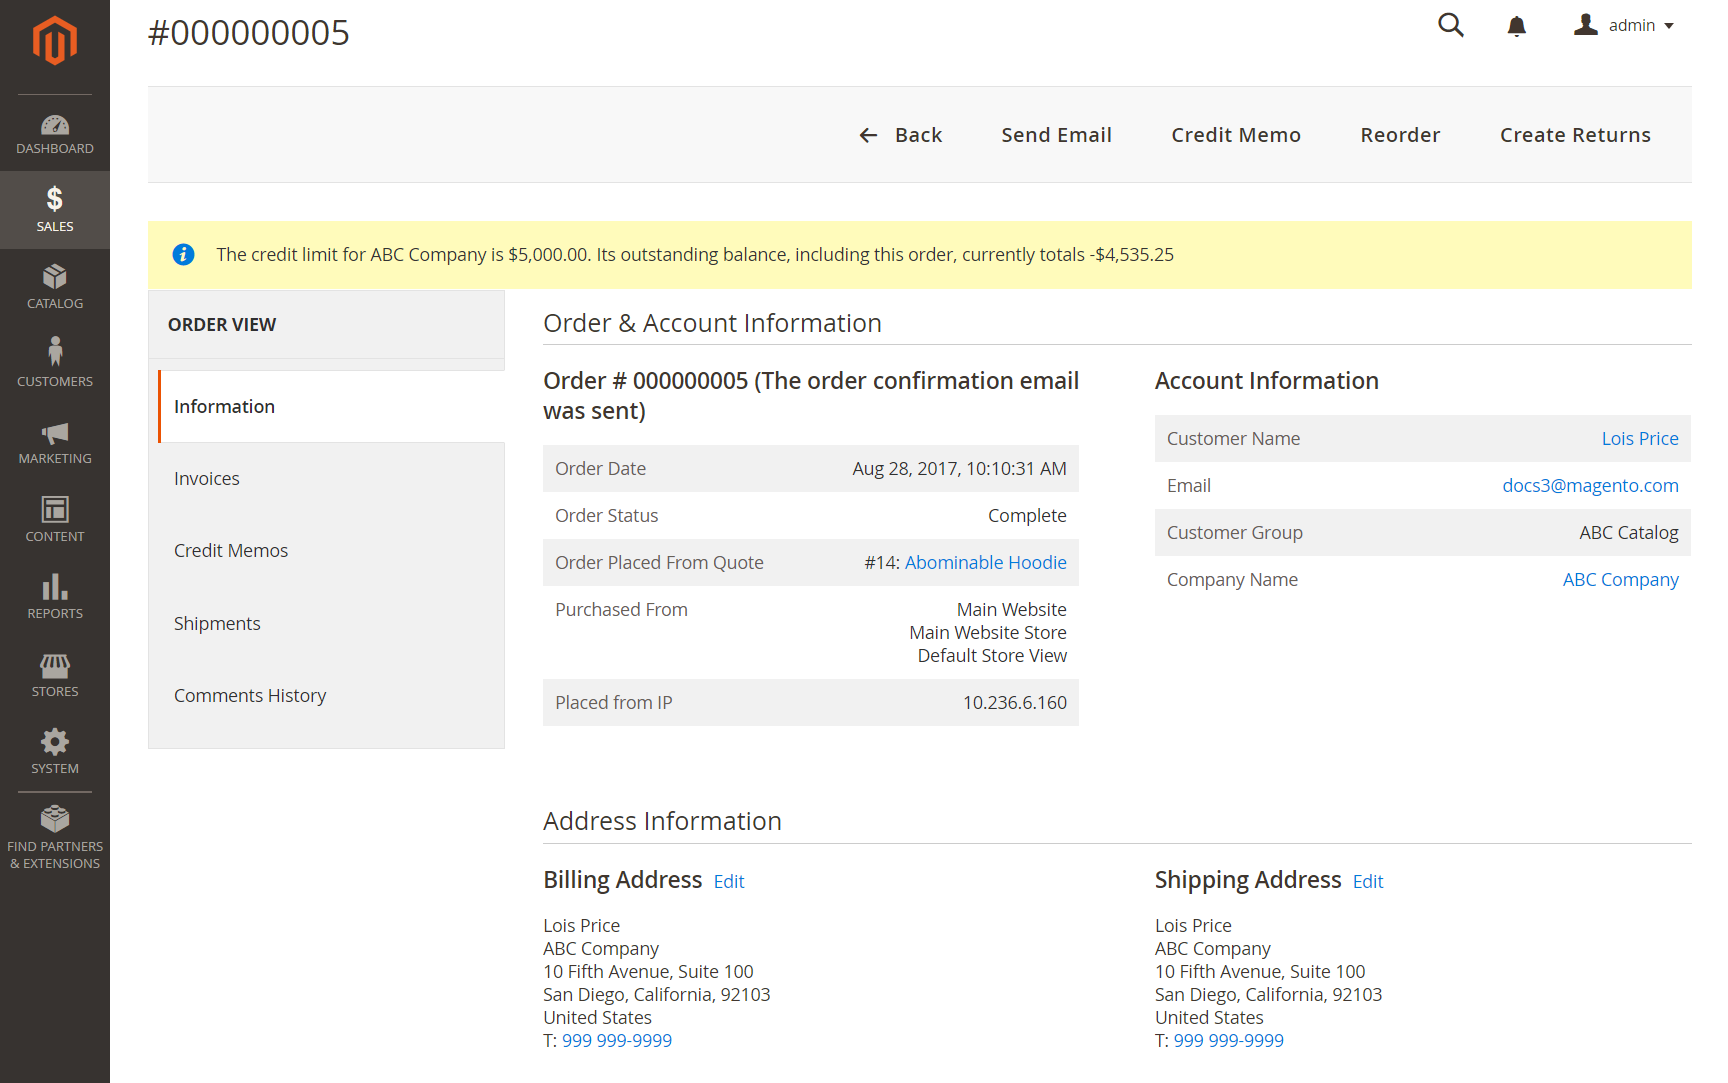 #000000005
admin
DASHBOARD
SALES
CATALOG
CUSTOMERS
MARKETING
CONTENT
REPORTS
STORES
SYSTEM
FIND PARTNERS
& EXTENSIONS
Back
Send Email
Credit Memo
Reorder
Create Returns
The credit limit for ABC Company is $5,000.00. Its outstanding balance, including this order, currently totals -$4,535.25
ORDER VIEW
Information
Invoices
Credit Memos
Shipments
Comments History
Order & Account Information
Order # 000000005 (The order confirmation email
was sent)
Order Date Aug 28, 2017, 10:10:31 AM
Order Status Complete
Order Placed From Quote #14: Abominable Hoodie
Purchased From Main Website
Main Website Store
Default Store View
Placed from IP 10.236.6.160
Account Information
Customer Name Lois Price
Email docs3@magento.com
Customer Group ABC Catalog
Company Name ABC Company
Address Information
Billing Address Edit
Lois Price
ABC Company
10 Fifth Avenue, Suite 100
San Diego, California, 92103
United States
T: 999 999-9999
Shipping Address Edit
Lois Price
ABC Company
10 Fifth Avenue, Suite 100
San Diego, California, 92103
United States
T: 999 999-9999